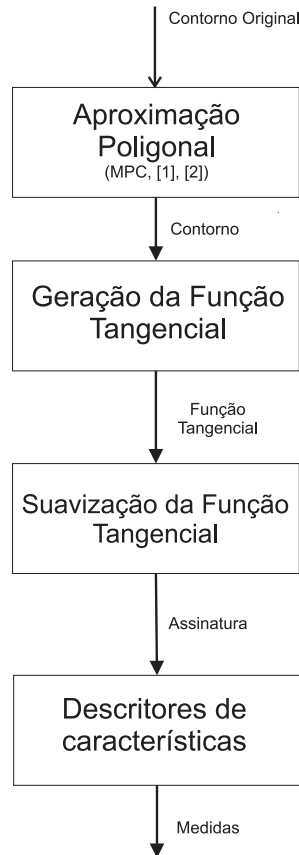 Contorno Original
Aproximação
Poligonal
(MPC, [1], [2])
Contorno
Geração da Função
Tangencial
Função
Tangencial
Suavização da Função
Tangencial
Assinatura
Descritores de
características
Medidas